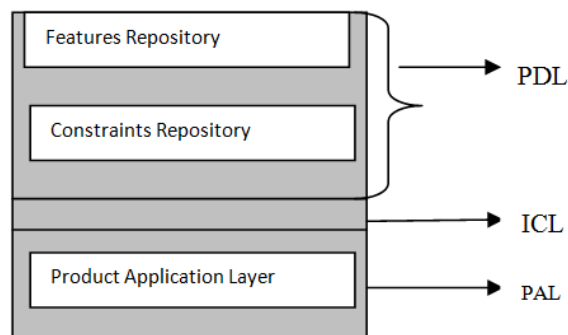 Features Repository
PDL
Constraints Repository
ICL
Product Application Layer
PAL